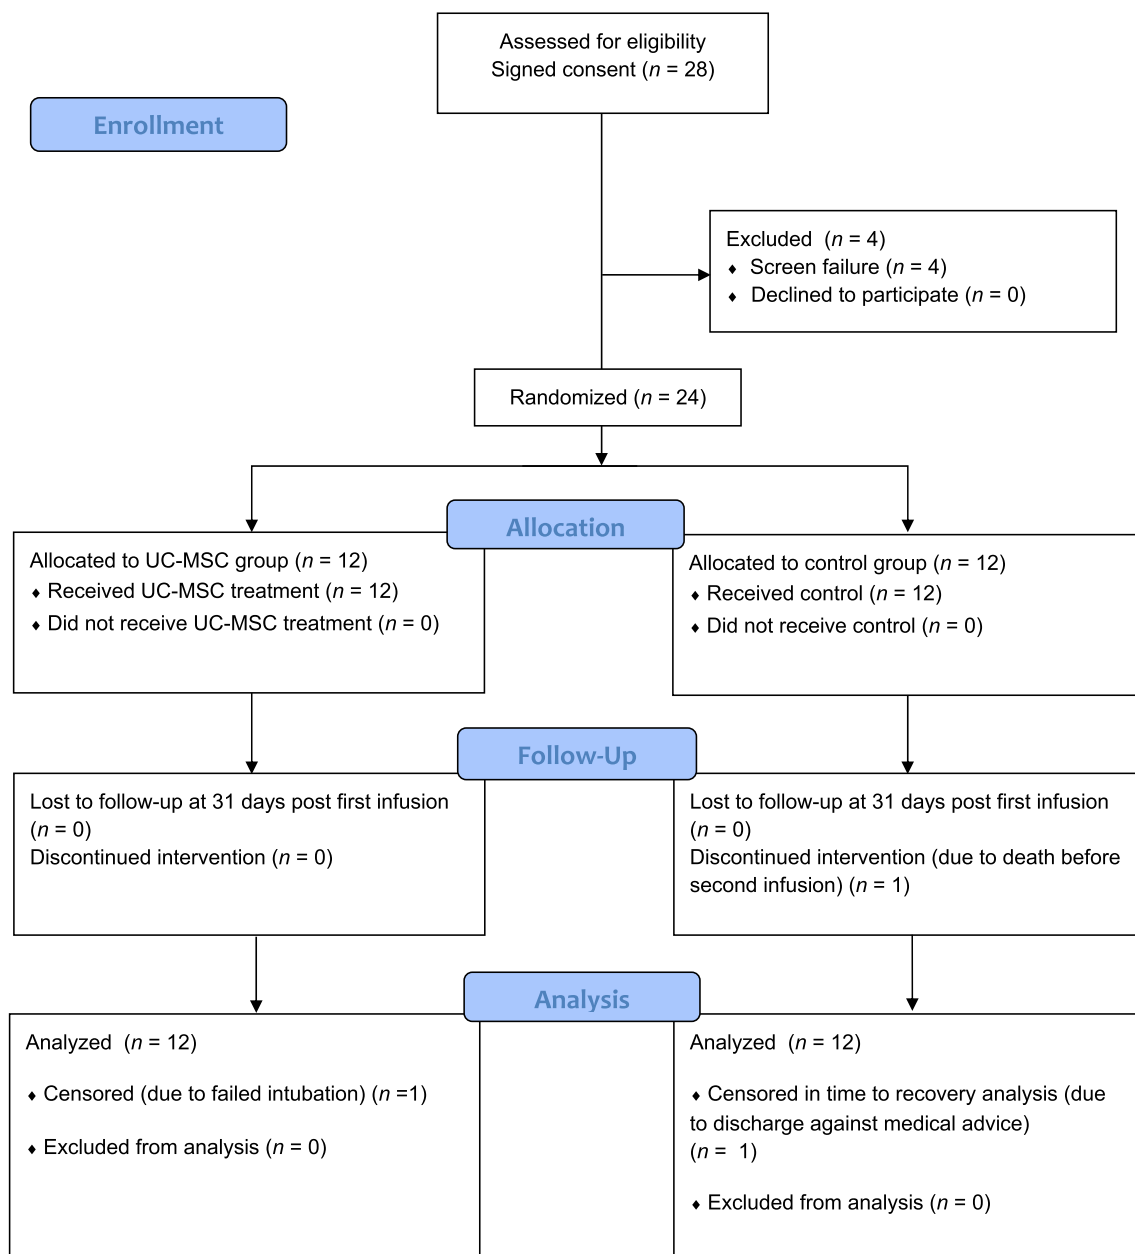 Assessed for eligibility
Signed consent (n = 28)
Enrollment
Excluded (n = 4)
♦ Screen failure (n = 4)
♦ Declined to participate (n = 0)
Randomized (n = 24)
Allocation
Allocated to UC-MSC group (n = 12)
♦ Received UC-MSC treatment (n = 12)
♦ Did not receive UC-MSC treatment (n = 0)
Allocated to control group (n = 12)
♦ Received control (n = 12)
♦ Did not receive control (n = 0)
Follow-Up
Lost to follow-up at 31 days post first infusion
(n = 0)
Discontinued intervention (n = 0)
Lost to follow-up at 31 days post first infusion
(n = 0)
Discontinued intervention (due to death before
second infusion) (n = 1)
Analysis
Analyzed (n = 12)
♦ Censored (due to failed intubation) (n =1)
♦ Excluded from analysis (n = 0)
Analyzed (n = 12)
♦ Censored in time to recovery analysis (due
to discharge against medical advice)
(n = 1)
♦ Excluded from analysis (n = 0)